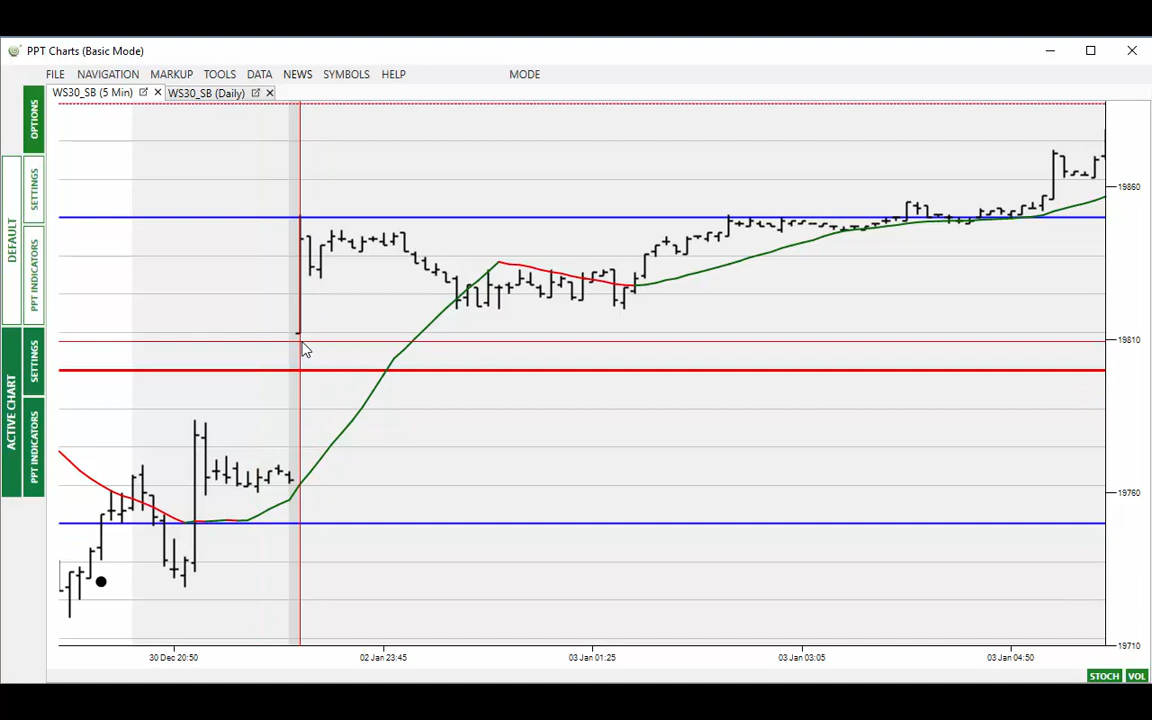 PPT Charts (Basic Mode)
FILE NAVIGATION MARKUP TOOLS DATA NEWS SYMBOLS HELP MODE
WS30_SB (5 Min) WS30_SB (Daily)
OPTIONS
SETTINGS
DEFAULT
PPT INDICATORS
SETTINGS
ACTIVE CHART
PPT INDICATORS
19860
19810
19760
19710
30 Dec 20:50 02 Jan 23:45 03 Jan 01:25 03 Jan 03:05 03 Jan 04:50
STOCH VOL